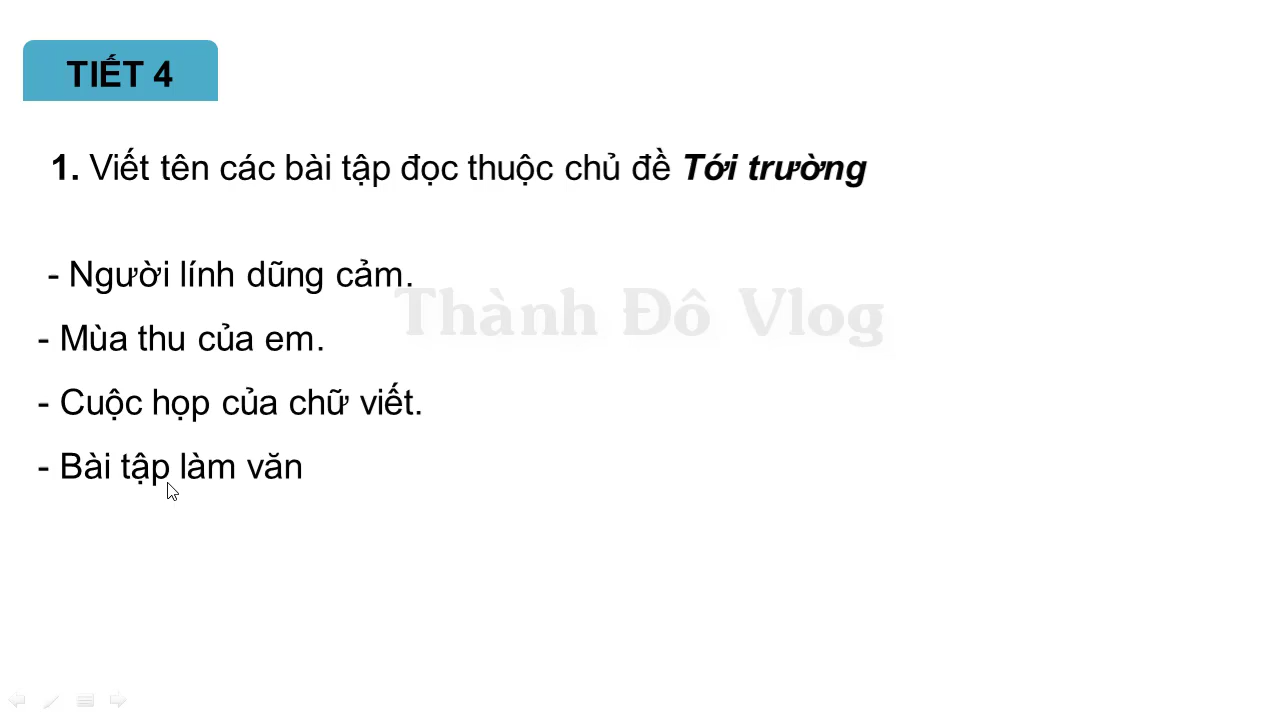 TIẾT 4
1. Viết tên các bài tập đọc thuộc chủ đề Tới trường
- Người lính dũng cảm.
Thành Đô Vlog
- Mùa thu của em.
- Cuộc họp của chữ viết.
- Bài tập làm văn